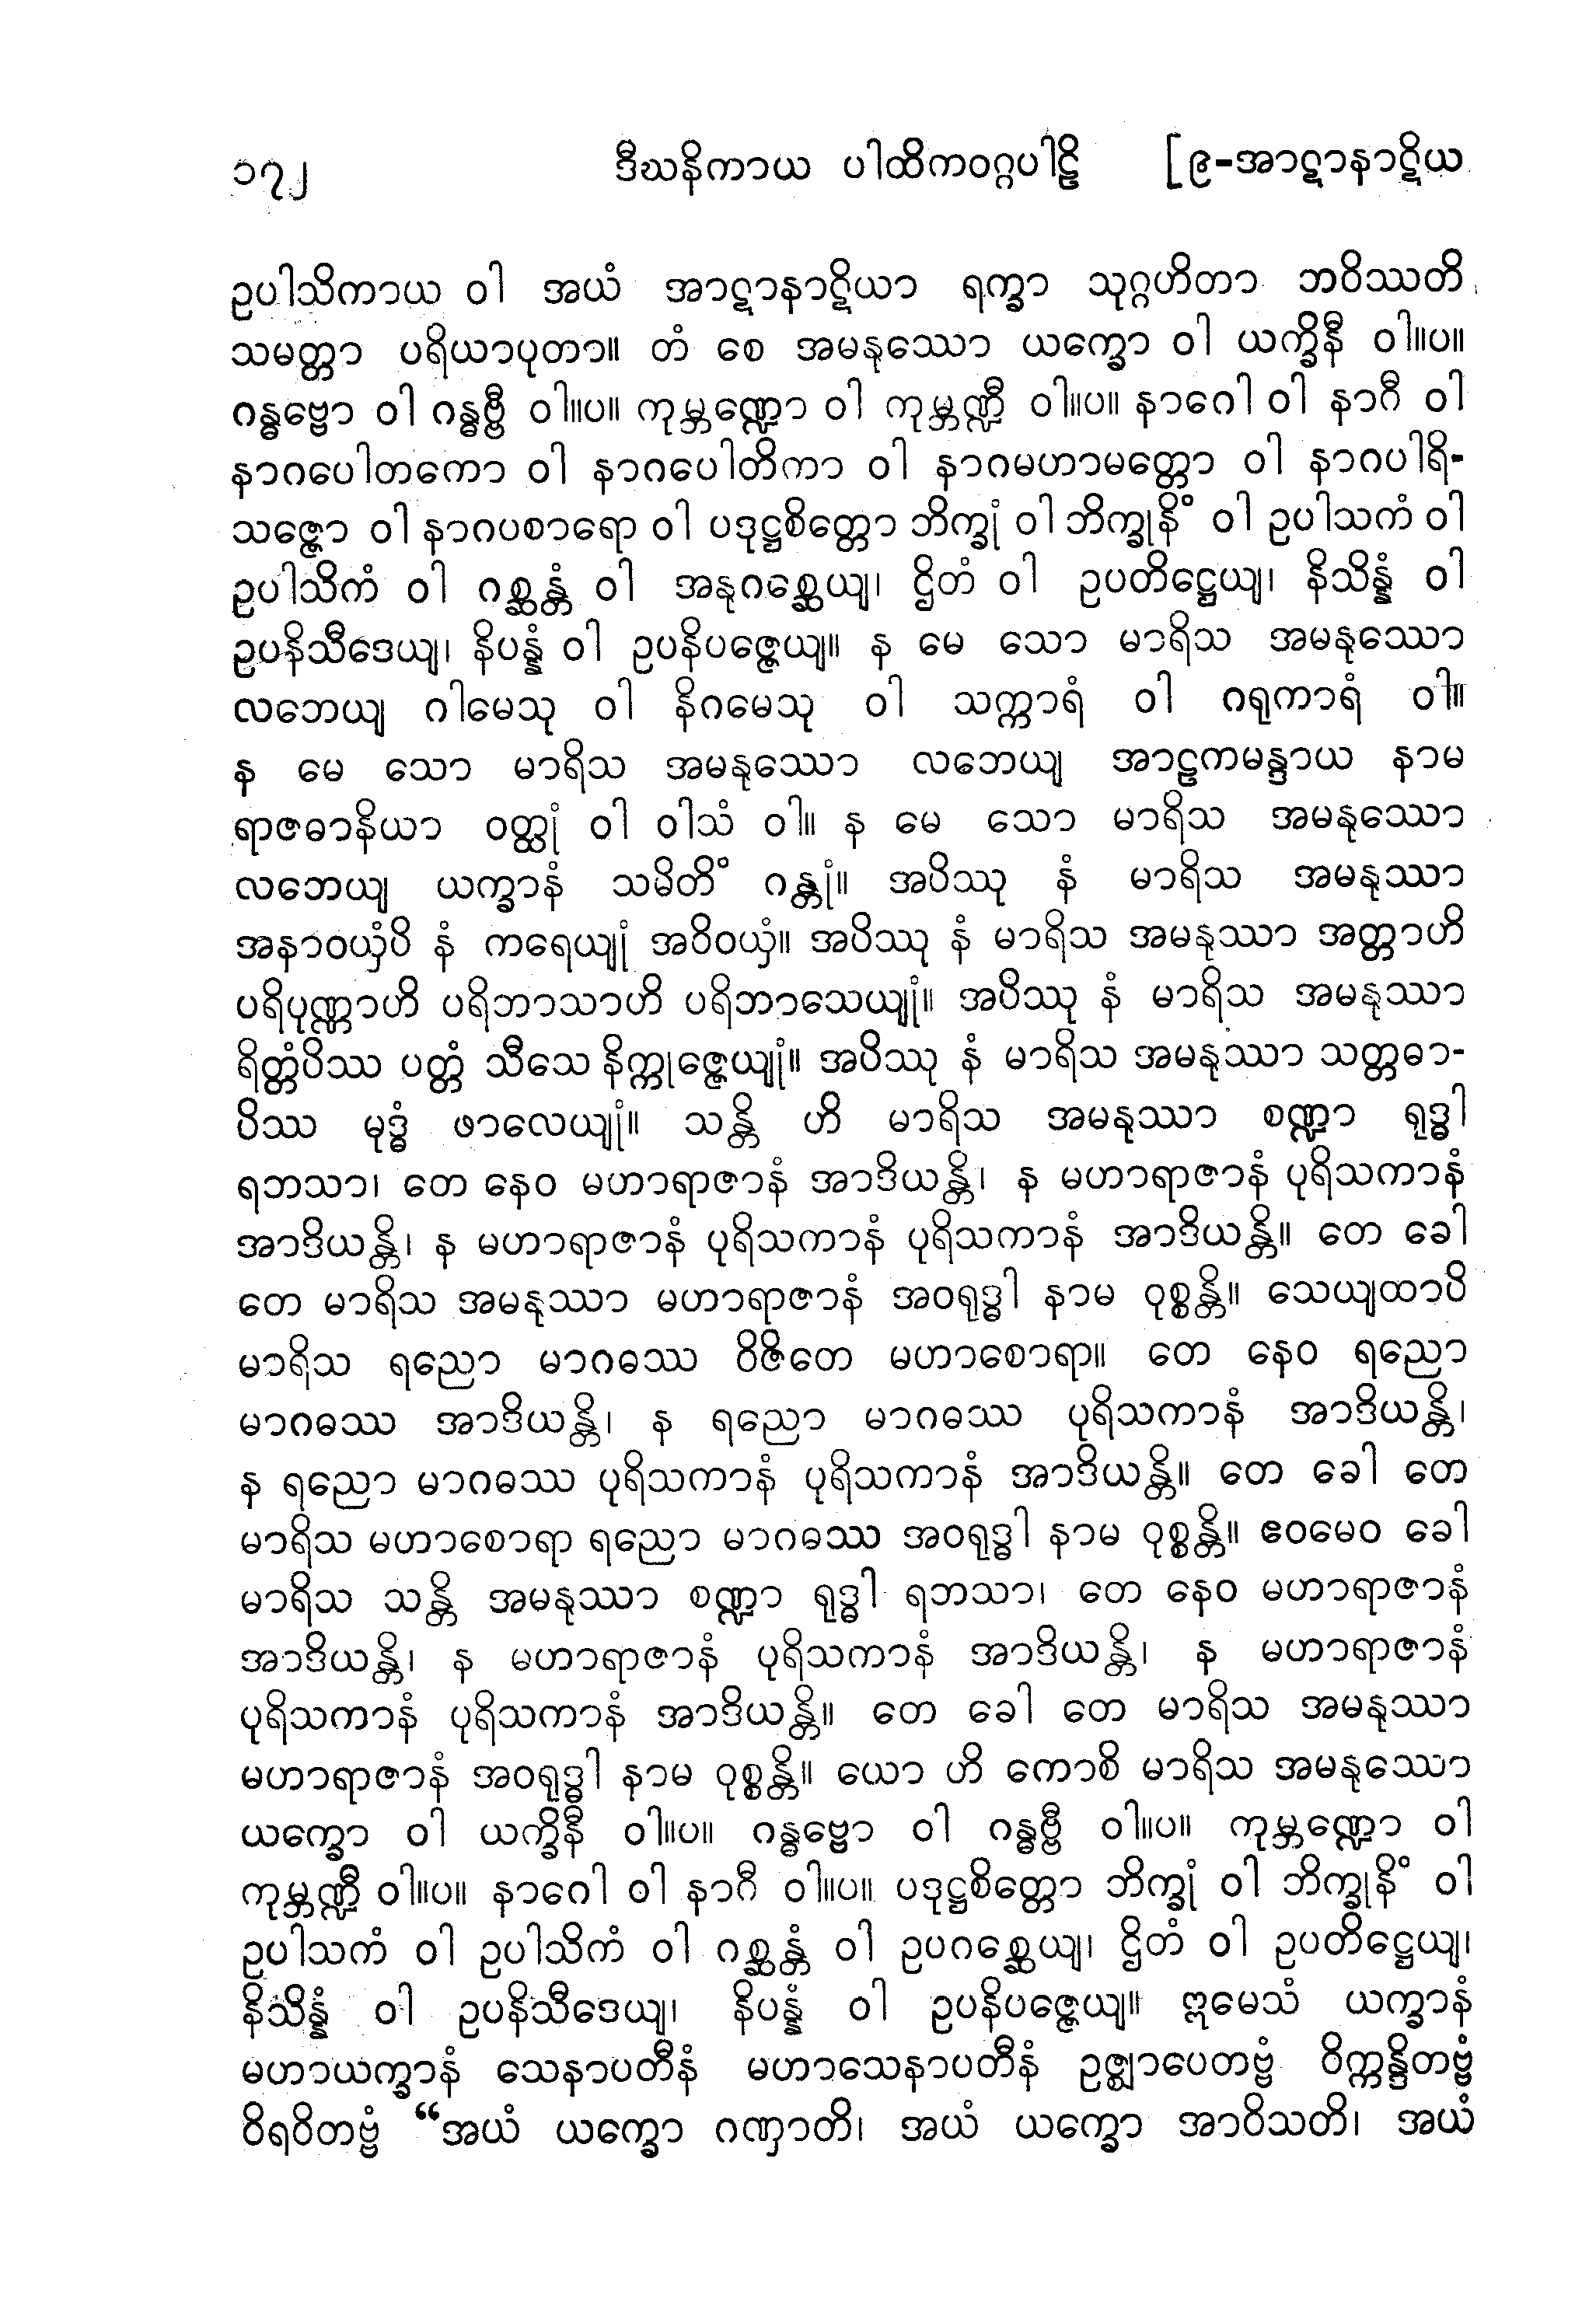 ၁၇၂ ဒီဃနိကာယ ပါထိကဝဂ္ဂပါဠိ [၉-အာဋာနာဋိယ
ဥပါသိကာယ ဝါ အယံ အာဋာနာဋိယာ ရက္ခာ သုဂ္ဂဟိတာ ဘဝိဿတိ
သမတ္တာ ပရိယာပုတာ။ တံ စေ အမနုဿော ယက္ခော ဝါ ယက္ခိနီ ဝါ။ပ။
ဂန္ဓဗ္ဗော ဝါ ဂန္ဓဗ္ဗီ ဝါ။ပ။ ကုမ္ဘဏ္ဍော ဝါ ကုမ္ဘဏ္ဍီ ဝါ။ပ။ နာဂေါ ဝါ နာဂီ ဝါ
နာဂပေါတကော ဝါ နာဂပေါတိကာ ဝါ နာဂမဟာမတ္တော ဝါ နာဂပါရိ-
သဇ္ဇော ဝါ နာဂပစာရော ဝါ ပဒုဋ္ဌစိတ္တော ဘိက္ခုံ ဝါ ဘိက္ခုနိံ ဝါ ဥပါသကံ ဝါ
ဥပါသိကံ ဝါ ဂစ္ဆန္တံ ဝါ အနုဂစ္ဆေယျ၊ ဌိတံ ဝါ ဥပတိဋ္ဌေယျ၊ နိသိန္နံ ဝါ
ဥပနိသီဒေယျ၊ နိပန္နံ ဝါ ဥပနိပဇ္ဇေယျ။ န မေ သော မာရိသ အမနုဿော
လဘေယျ ဂါမေသု ဝါ နိဂမေသု ဝါ သက္ကာရံ ဝါ ဂရုကာရံ ဝါ။
န မေ သော မာရိသ အမနုဿော လဘေယျ အာဠကမန္ဒာယ နာမ
ရာဇဓာနိယာ ဝတ္ထုံ ဝါ ဝါသံ ဝါ။ န မေ သော မာရိသ အမနုဿော
လဘေယျ ယက္ခာနံ သမိတိံ ဂန္တုံ။ အပိဿု နံ မာရိသ အမနုဿာ
အနာဝယှံပိ နံ ကရေယျုံ အဝိဝယှံ။ အပိဿု နံ မာရိသ အမနုဿာ အတ္တာဟိ
ပရိပုဏ္ဏာဟိ ပရိဘာသာဟိ ပရိဘာသေယျုံ။ အပိဿု နံ မာရိသ အမနုဿာ
ရိတ္တံပိဿ ပတ္တံ သီသေ နိက္ကုဇ္ဇေယျုံ။ အပိဿု နံ မာရိသ အမနုဿာ သတ္တဓာ-
ပိဿ မုဒ္ဓံ ဖာလေယျုံ။ သန္တိ ဟိ မာရိသ အမနုဿာ စဏ္ဍာ ရုဒ္ဓါ
ရဘသာ၊ တေ နေဝ မဟာရာဇာနံ အာဒိယန္တိ၊ န မဟာရာဇာနံ ပုရိသကာနံ
အာဒိယန္တိ၊ န မဟာရာဇာနံ ပုရိသကာနံ ပုရိသကာနံ အာဒိယန္တိ။ တေ ခေါ
တေ မာရိသ အမနုဿာ မဟာရာဇာနံ အဝရုဒ္ဓါ နာမ ဝုစ္စန္တိ။ သေယျထာပိ
မာရိသ ရညော မာဂဓဿ ဝိဇိတေ မဟာစောရာ။ တေ နေဝ ရညော
မာဂဓဿ အာဒိယန္တိ၊ န ရညော မာဂဓဿ ပုရိသကာနံ အာဒိယန္တိ၊
န ရညော မာဂဓဿ ပုရိသကာနံ ပုရိသကာနံ အာဒိယန္တိ။ တေ ခေါ တေ
မာရိသ မဟာစောရာ ရညော မာဂဓဿ အဝရုဒ္ဓါ နာမ ဝုစ္စန္တိ။ ဧဝမေဝ ခေါ
မာရိသ သန္တိ အမနုဿာ စဏ္ဍာ ရုဒ္ဓါ ရဘသာ၊ တေ နေဝ မဟာရာဇာနံ
အာဒိယန္တိ၊ န မဟာရာဇာနံ ပုရိသကာနံ အာဒိယန္တိ၊ န မဟာရာဇာနံ
ပုရိသကာနံ ပုရိသကာနံ အာဒိယန္တိ။ တေ ခေါ တေ မာရိသ အမနုဿာ
မဟာရာဇာနံ အဝရုဒ္ဓါ နာမ ဝုစ္စန္တိ။ ယော ဟိ ကောစိ မာရိသ အမနုဿော
ယက္ခော ဝါ ယက္ခိနီ ဝါ။ပ။ ဂန္ဓဗ္ဗော ဝါ ဂန္ဓဗ္ဗီ ဝါ။ပ။ ကုမ္ဘဏ္ဍော ဝါ
ကုမ္ဘဏ္ဍီ ဝါ။ပ။ နာဂေါ ဝါ နာဂီ ဝါ။ပ။ ပဒုဋ္ဌစိတ္တော ဘိက္ခုံ ဝါ ဘိက္ခုနိံ ဝါ
ဥပါသကံ ဝါ ဥပါသိကံ ဝါ ဂစ္ဆန္တံ ဝါ ဥပဂစ္ဆေယျ၊ ဌိတံ ဝါ ဥပတိဋ္ဌေယျ၊
နိသိန္နံ ဝါ ဥပနိသီဒေယျ၊ နိပန္နံ ဝါ ဥပနိပဇ္ဇေယျ။ ဣမေသံ ယက္ခာနံ
မဟာယက္ခာနံ သေနာပတီနံ မဟာသေနာပတီနံ ဥဇ္ဈာပေတဗ္ဗံ ဝိက္ကန္ဒိတဗ္ဗံ
ဝိရဝိတဗ္ဗံ “အယံ ယက္ခော ဂဏှာတိ၊ အယံ ယက္ခော အာဝိသတိ၊ အယံ